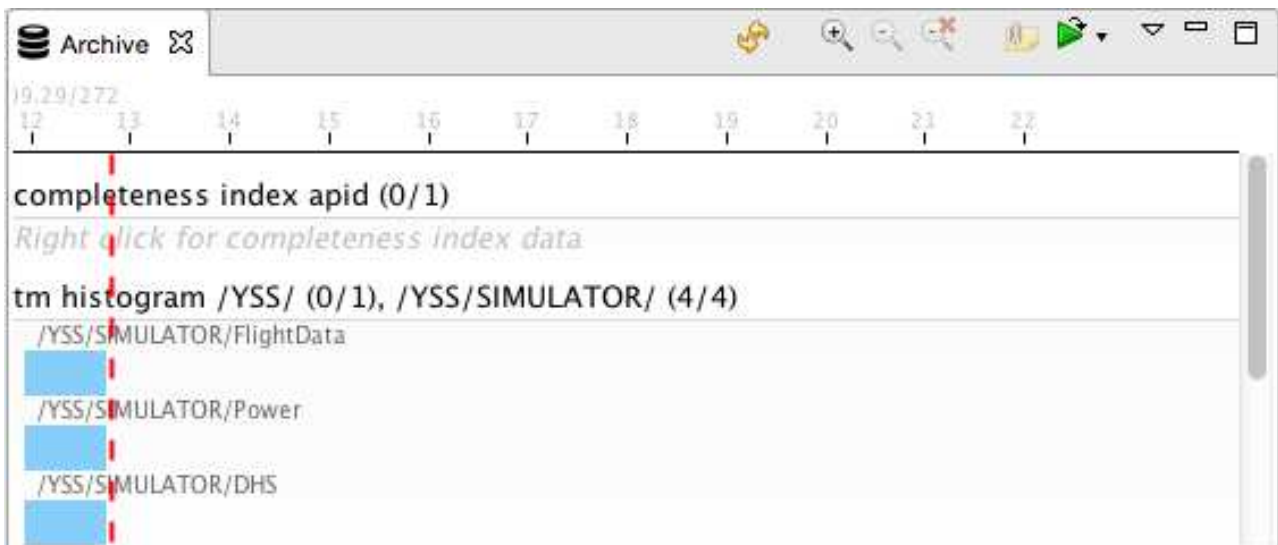 Archive
)9.29/272
12 13 14 15 16 17 18 19 20 21 22
completeness index apid (0/1)
Right click for completeness index data
tm histogram /YSS/ (0/1), /YSS/SIMULATOR/ (4/4)
/YSS/SIMULATOR/FlightData
/YSS/SIMULATOR/Power
/YSS/SIMULATOR/DHS